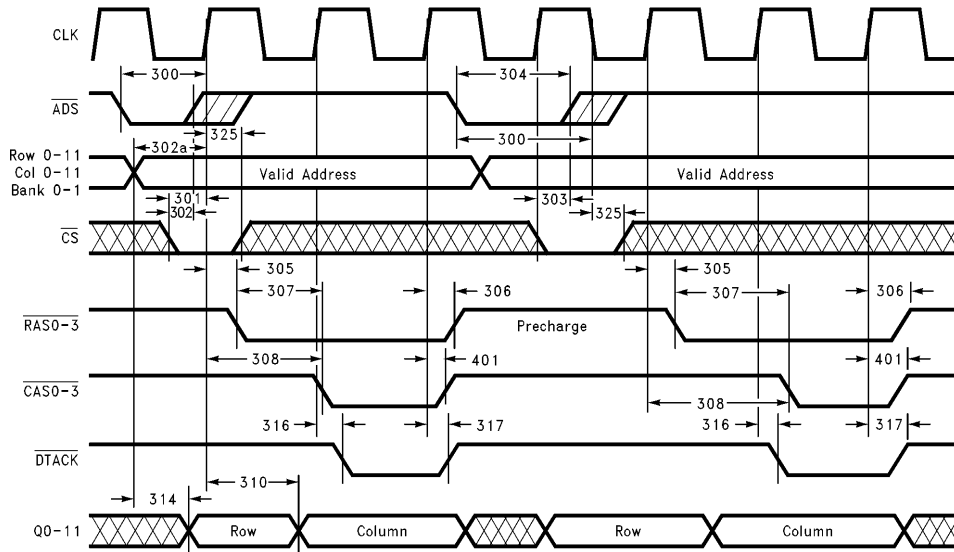 CLK
300
304
ADS
325
300
302a
Row 0-11
Col 0-11
Bank 0-1
Valid Address
Valid Address
301
302
303
325
CS
305
305
307
306
307
306
RAS0-3
Precharge
308
401
401
CAS0-3
308
316
317
316
317
DTACK
314
310
Q0-11
Row
Column
Row
Column